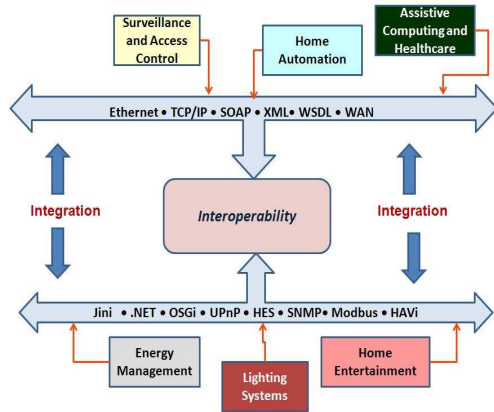 Surveillance
and Access
Control
Home
Automation
Assistive
Computing and
Healthcare
Ethernet • TCP/IP • SOAP • XML• WSDL • WAN
Integration
Interoperability
Integration
Jini • .NET • OSGi • UPnP • HES • SNMP• Modbus • HAVi
Energy
Management
Lighting
Systems
Home
Entertainment